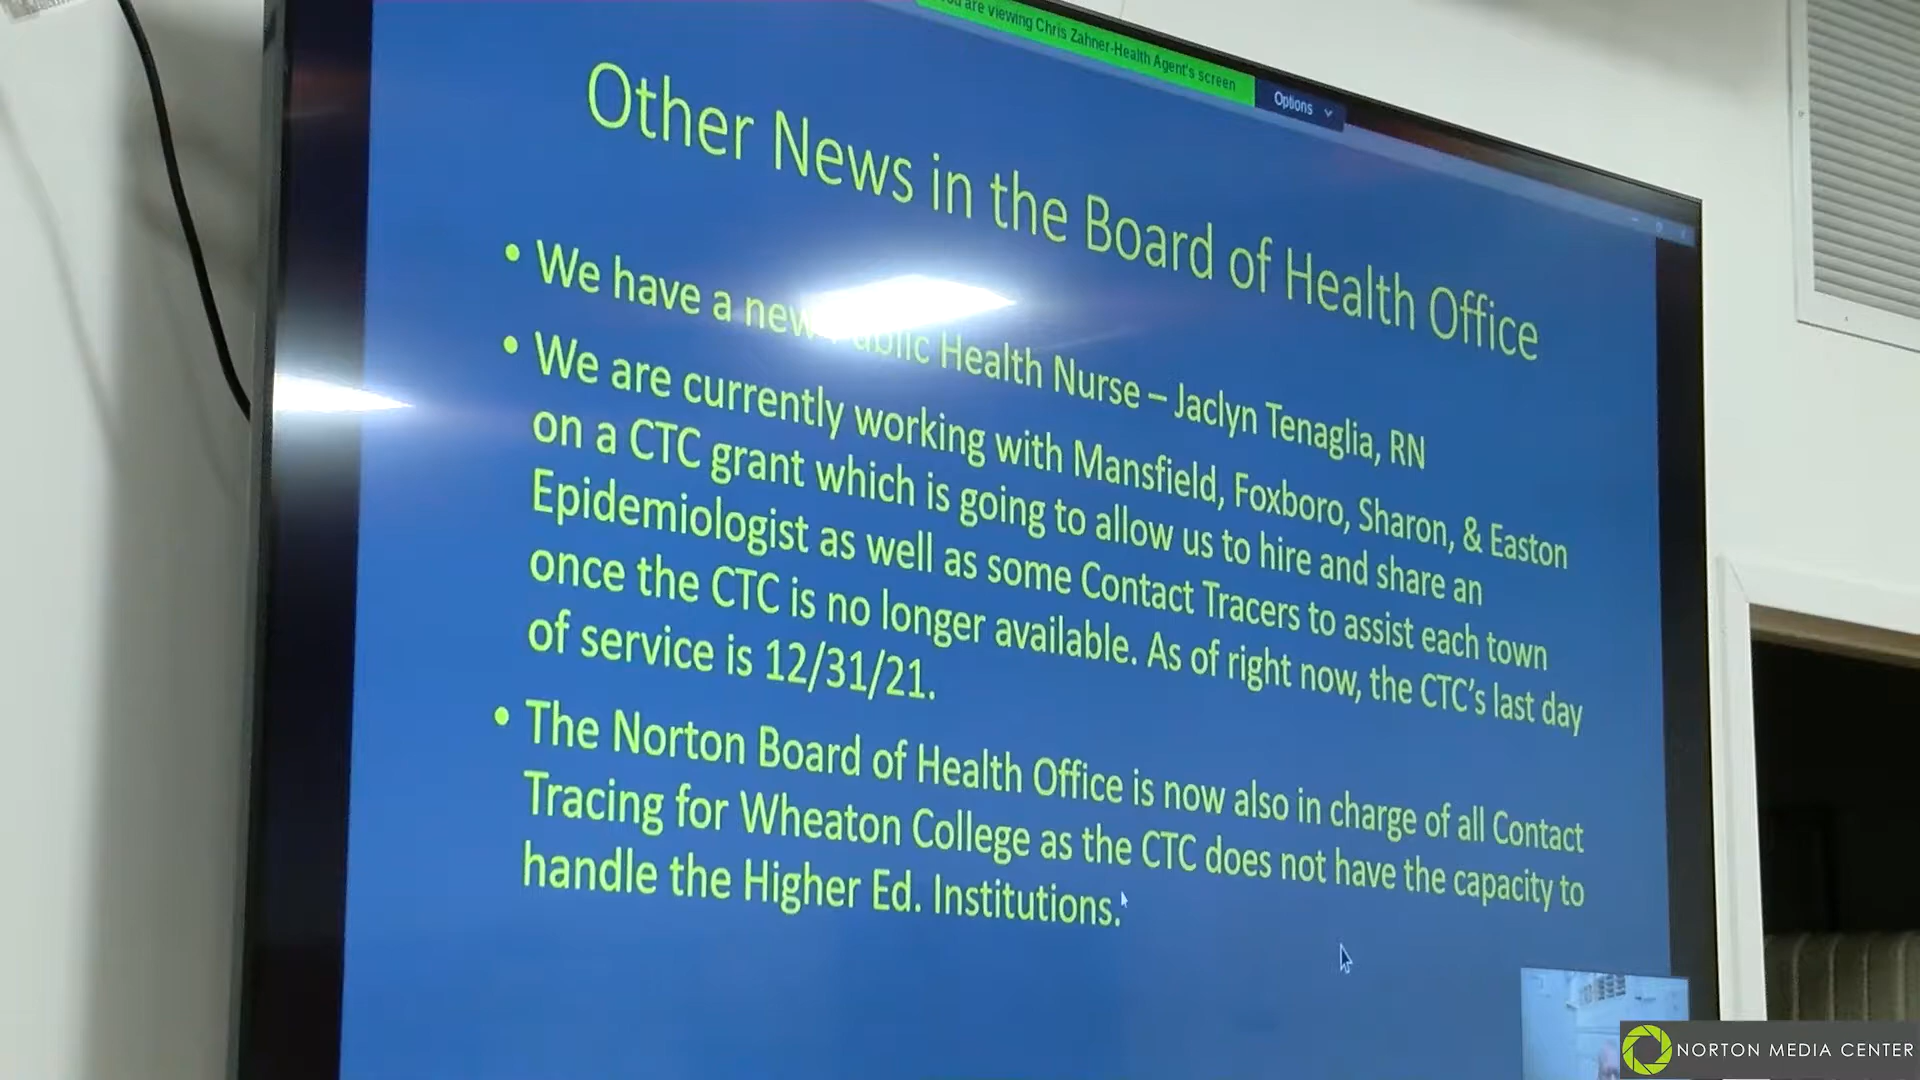 You are viewing Chris Zahner-Health Agent's screen
Options
Other News in the Board of Health Office
• We have a new Public Health Nurse – Jaclyn Tenaglia, RN
• We are currently working with Mansfield, Foxboro, Sharon, & Easton
on a CTC grant which is going to allow us to hire and share an
Epidemiologist as well as some Contact Tracers to assist each town
once the CTC is no longer available. As of right now, the CTC's last day
of service is 12/31/21.
• The Norton Board of Health Office is now also in charge of all Contact
Tracing for Wheaton College as the CTC does not have the capacity to
handle the Higher Ed. Institutions.
NORTON MEDIA CENTER